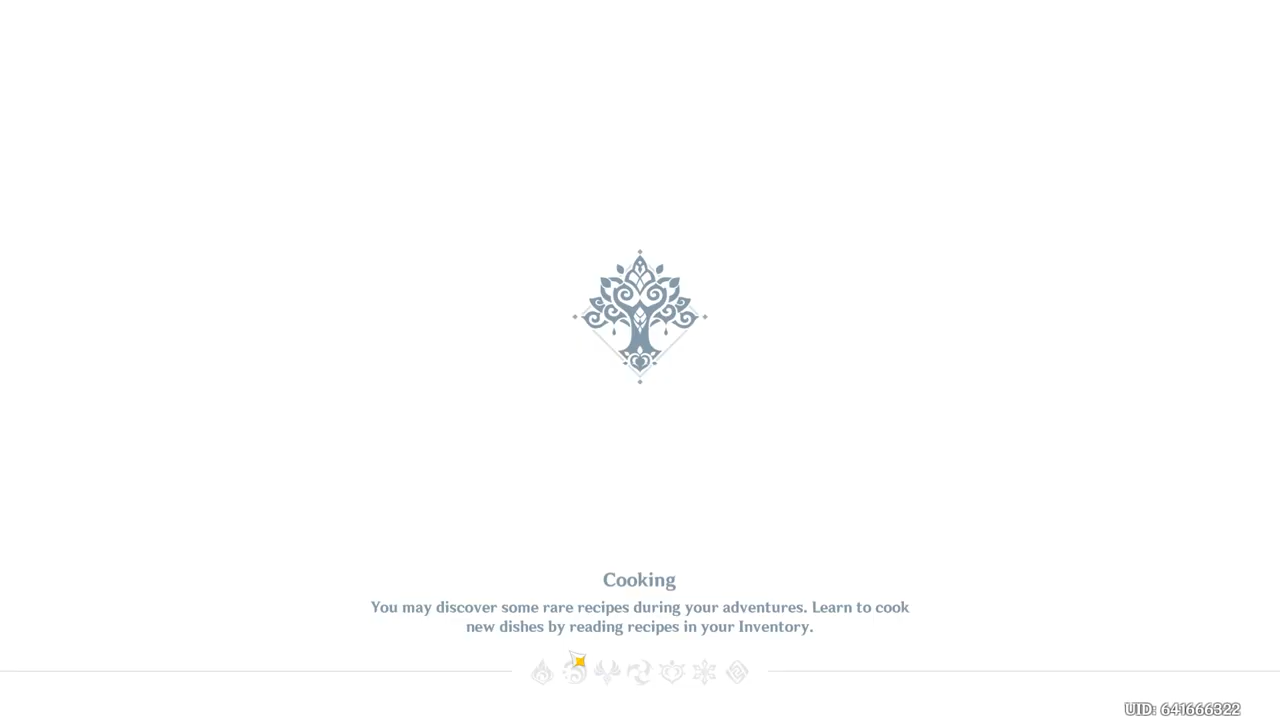 Cooking
You may discover some rare recipes during your adventures. Learn to cook
new dishes by reading recipes in your Inventory.
UID: 641666322